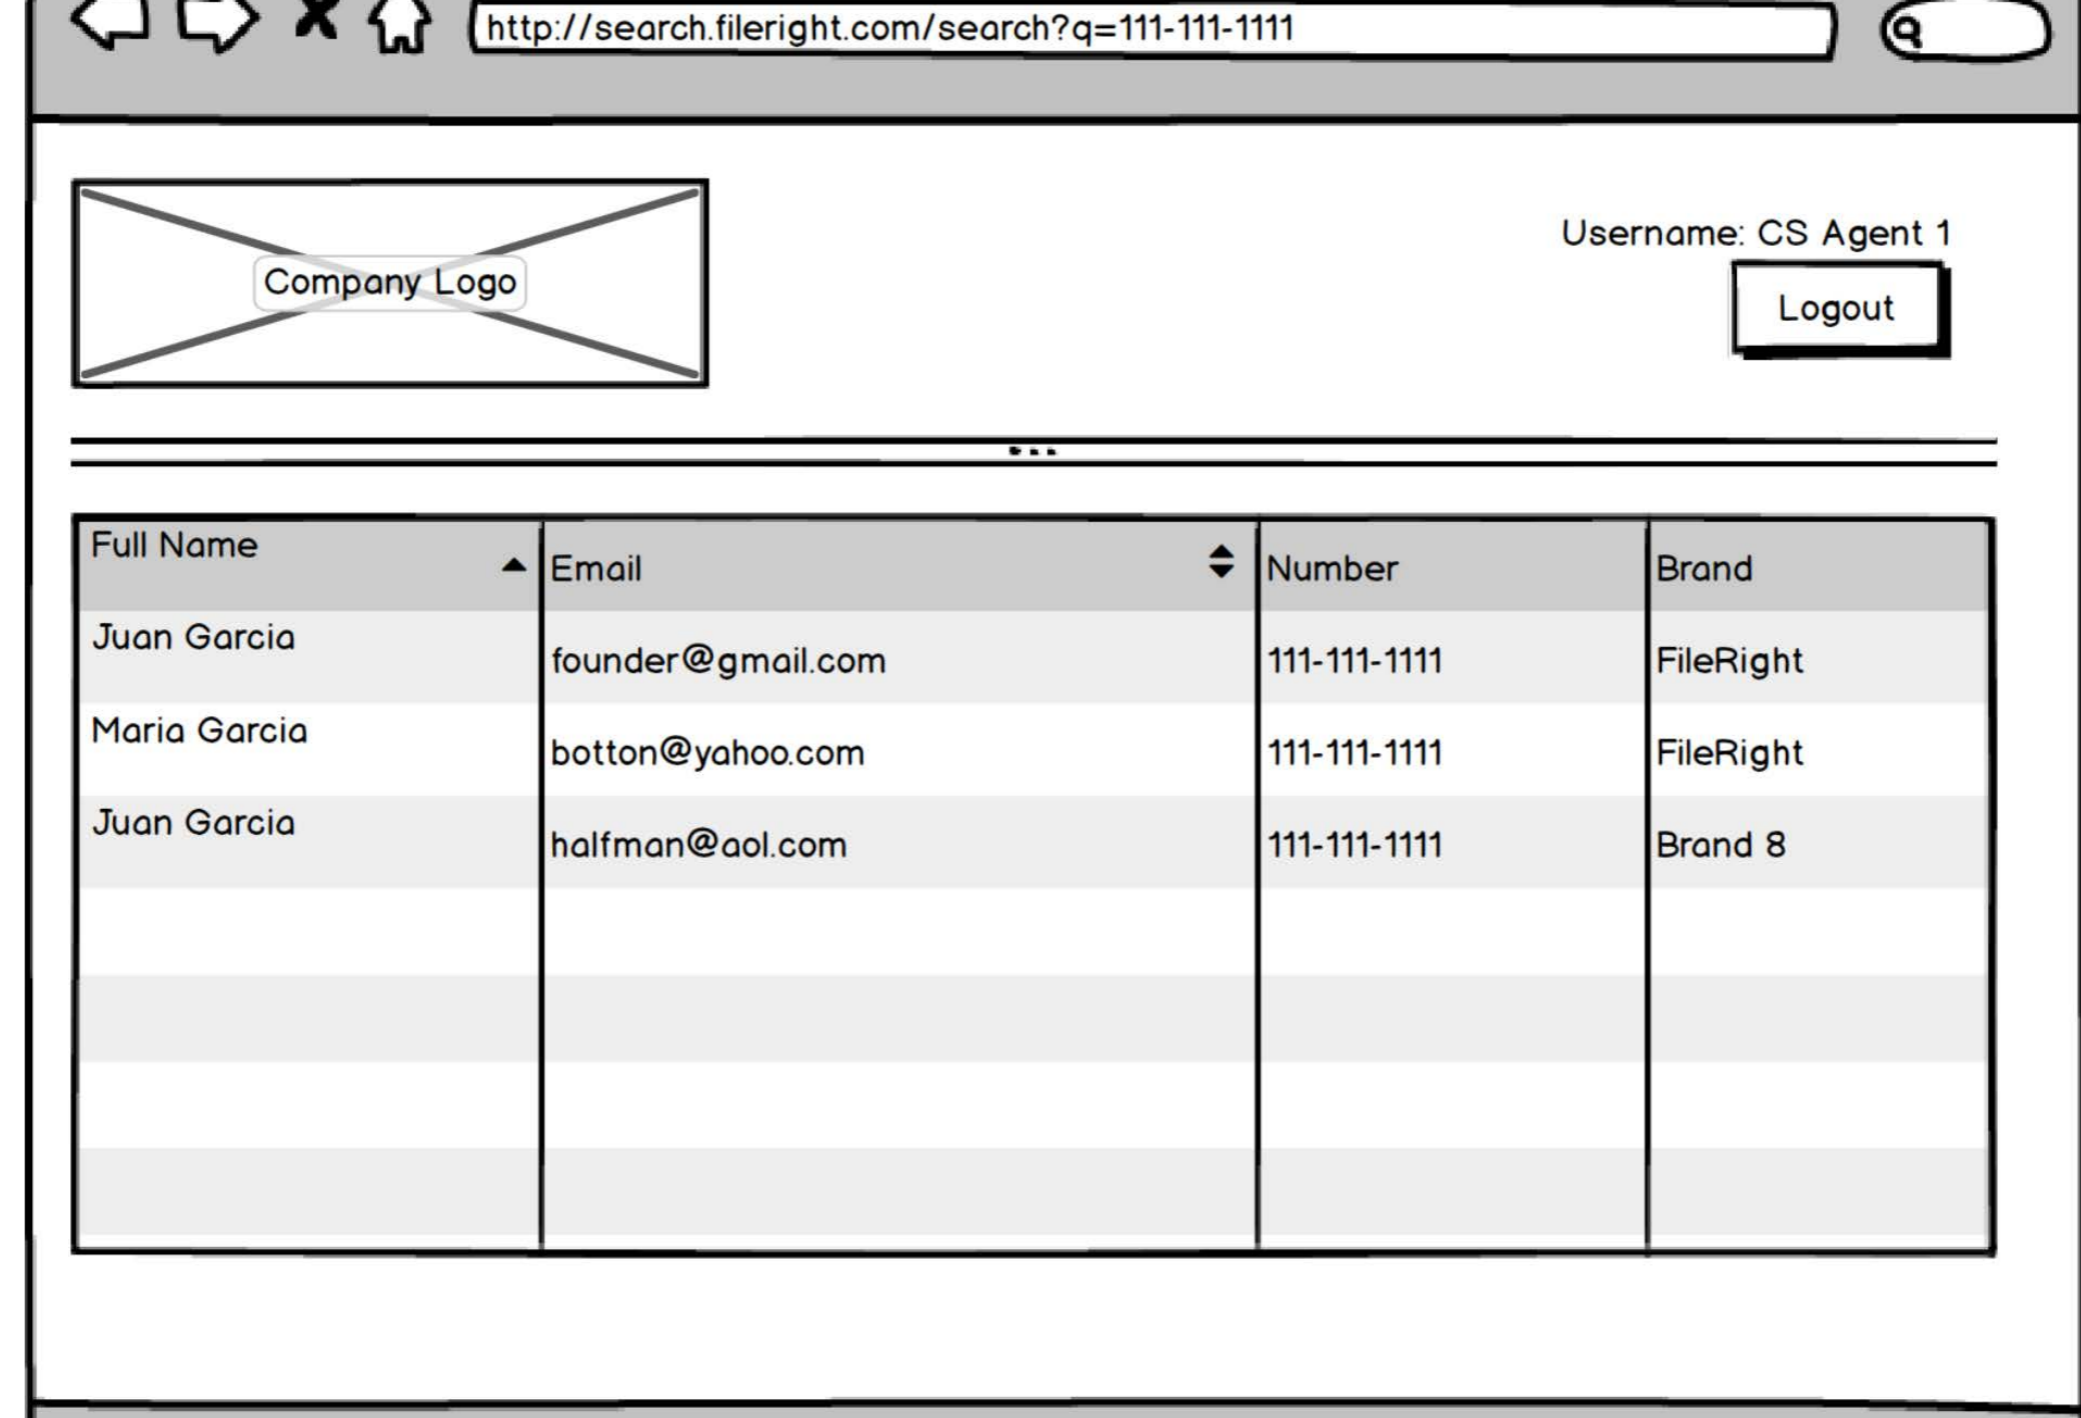 http://search.fileright.com/search?q=111-111-1111
Company Logo
Username: CS Agent 1
Logout
Full Name Email Number Brand
Juan Garcia founder@gmail.com 111-111-1111 FileRight
Maria Garcia botton@yahoo.com 111-111-1111 FileRight
Juan Garcia halfman@aol.com 111-111-1111 Brand 8